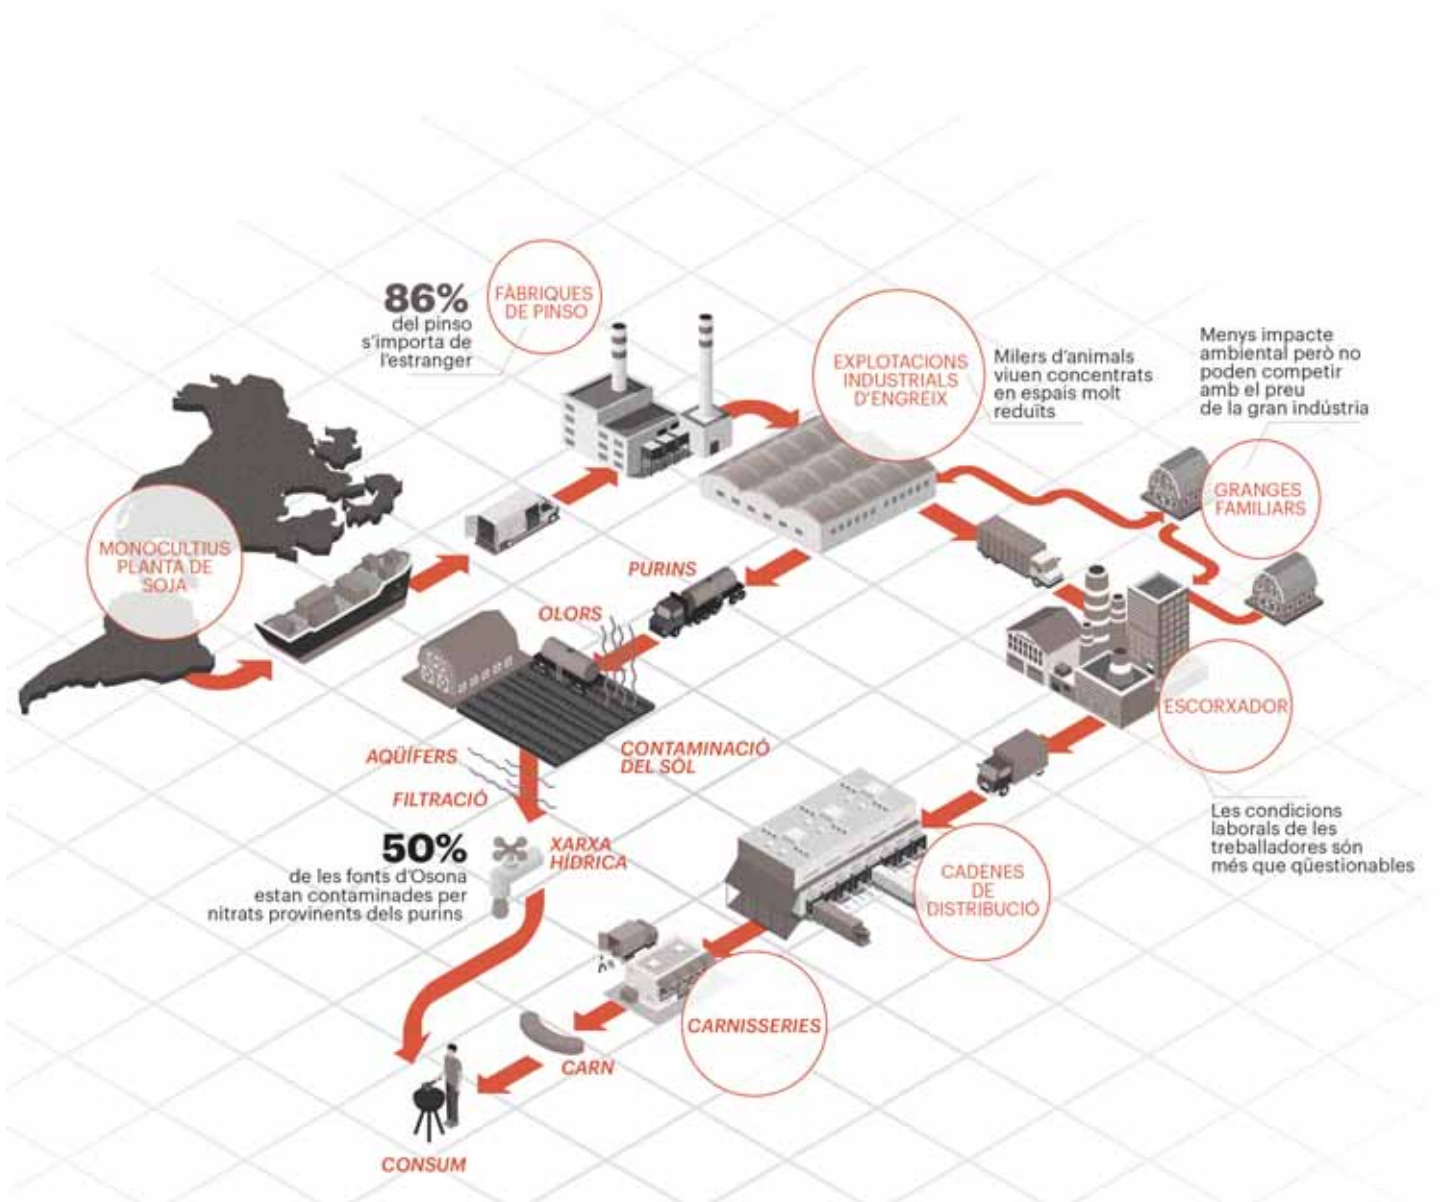 86%
del pinso
s'importa de
l'estranger
FÀBRIQUES
DE PINSO
EXPLOTACIONS
INDUSTRIALS
D'ENGREIX
Milers d'animals
viuen concentrats
en espais molt
reduïts
Menys impacte
ambiental però no
poden competir
amb el preu
de la gran indústria
GRANGES
FAMILIARS
MONOCULTIUS
PLANTA DE
SOJA
PURINS
OLORS
AQÜÍFERS
FILTRACIÓ
CONTAMINACIÓ
DEL SÒL
ESCORXADOR
Les condicions
laborals de les
treballadores són
més que qüestionables
50%
de les fonts d'Osona
estan contaminades per
nitrats provinents dels purins
XARXA
HÍDRICA
CADENES
DE
DISTRIBUCIÓ
CARNISSERIES
CARN
CONSUM